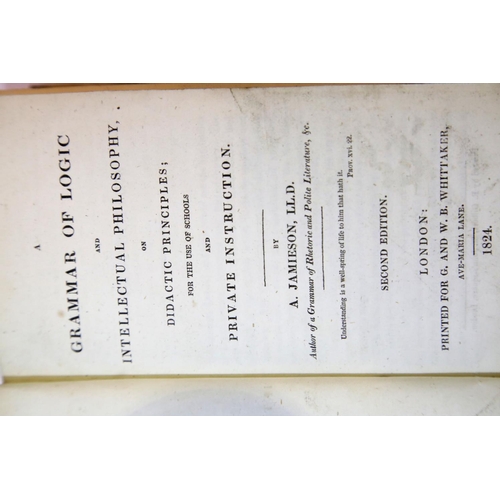 A
GRAMMAR OF LOGIC
AND
INTELLECTUAL PHILOSOPHY,
ON
DIDACTIC PRINCIPLES;
FOR THE USE OF SCHOOLS
AND
PRIVATE INSTRUCTION.
BY
A. JAMIESON, LL.D.
Author of a Grammar of Rhetoric and Polite Literature, &c.
Understanding is a well-spring of life to him that hath it.
PROV. xvi. 22.
SECOND EDITION.
LONDON:
PRINTED FOR G. AND W. B. WHITTAKER,
AVE-MARIA LANE.
1824.